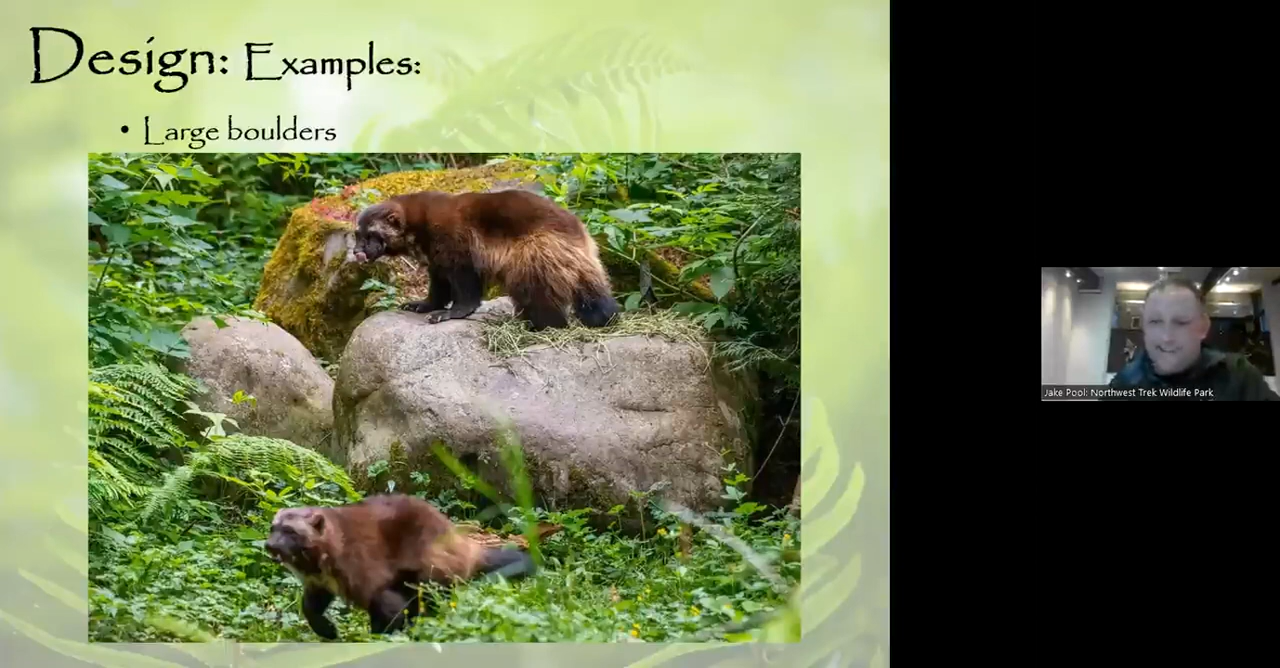 Design: Examples:
• Large boulders
Jake Pool: Northwest Trek Wildlife Park